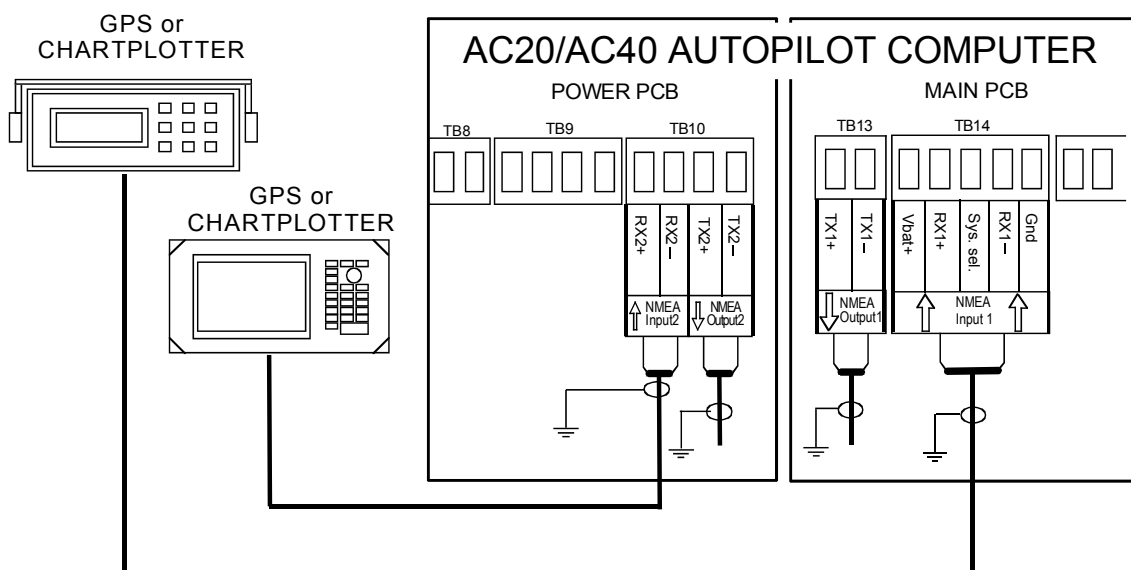 GPS or
CHARTPLOTTER
GPS or
CHARTPLOTTER
AC20/AC40 AUTOPILOT COMPUTER
POWER PCB
MAIN PCB
TB8
TB9
TB10
TB13
TB14
RX2+
RX2–
TX2+
TX2–
TX1+
TX1–
Vbat+
RX1+
Sys. sel.
RX1–
Gnd
NMEA
Input2
NMEA
Output2
NMEA
Output1
NMEA
Input 1